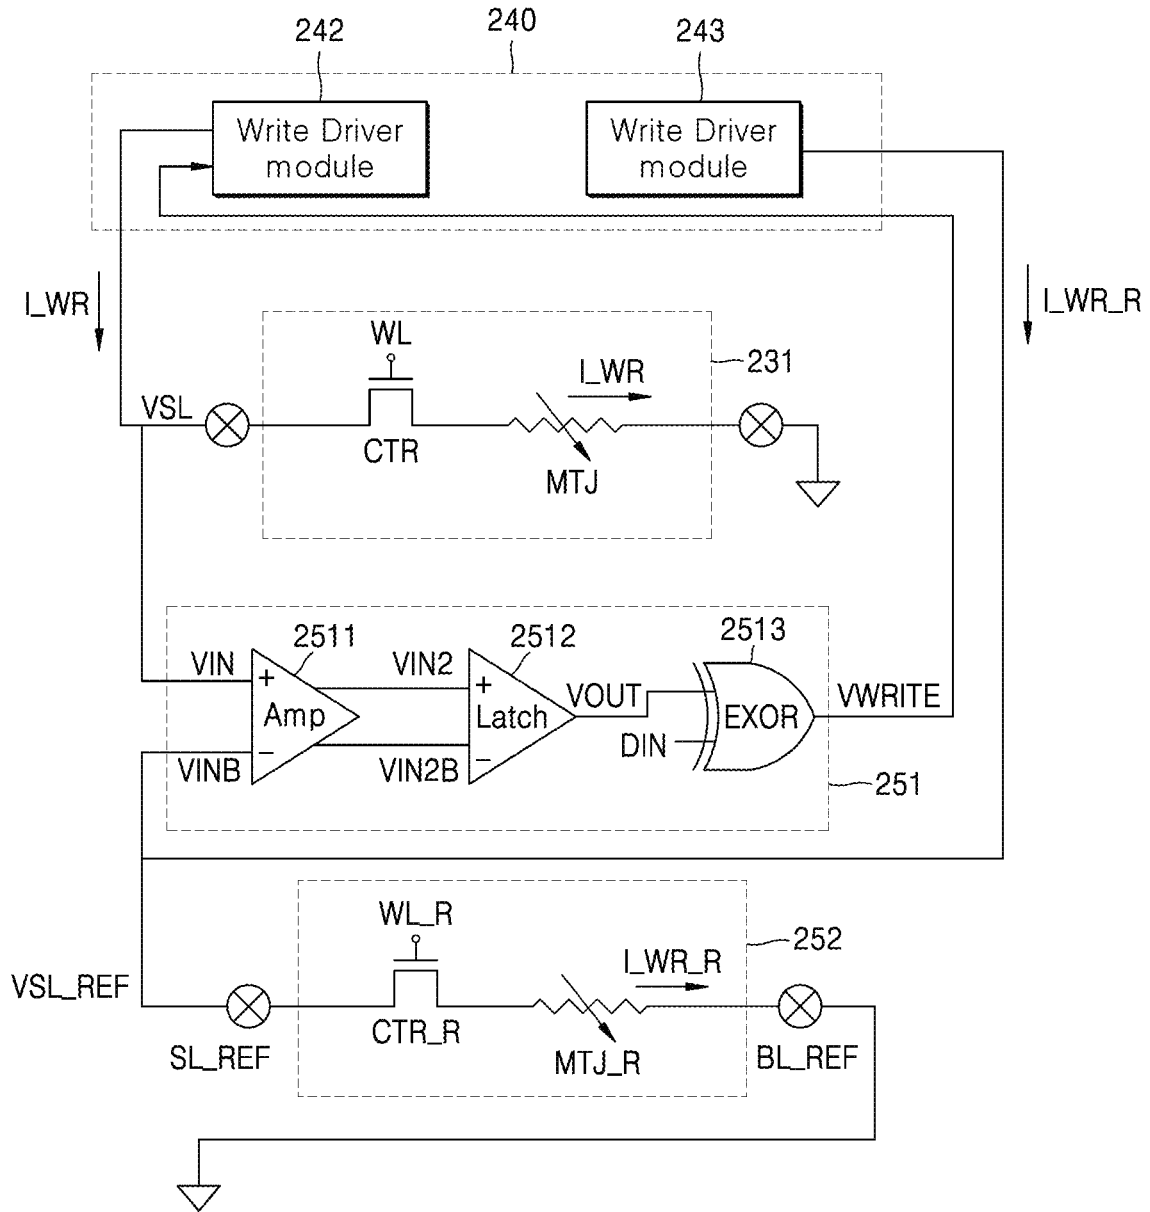 242
240
243
Write Driver
module
Write Driver
module
I_WR
I_WR_R
WL
I_WR
231
VSL
CTR
MTJ
2511
2512
2513
VIN
+
Amp
−
VINB
VIN2
VIN2B
+
Latch
−
VOUT
DIN
EXOR
VWRITE
251
WL_R
I_WR_R
252
VSL_REF
CTR_R
SL_REF
MTJ_R
BL_REF